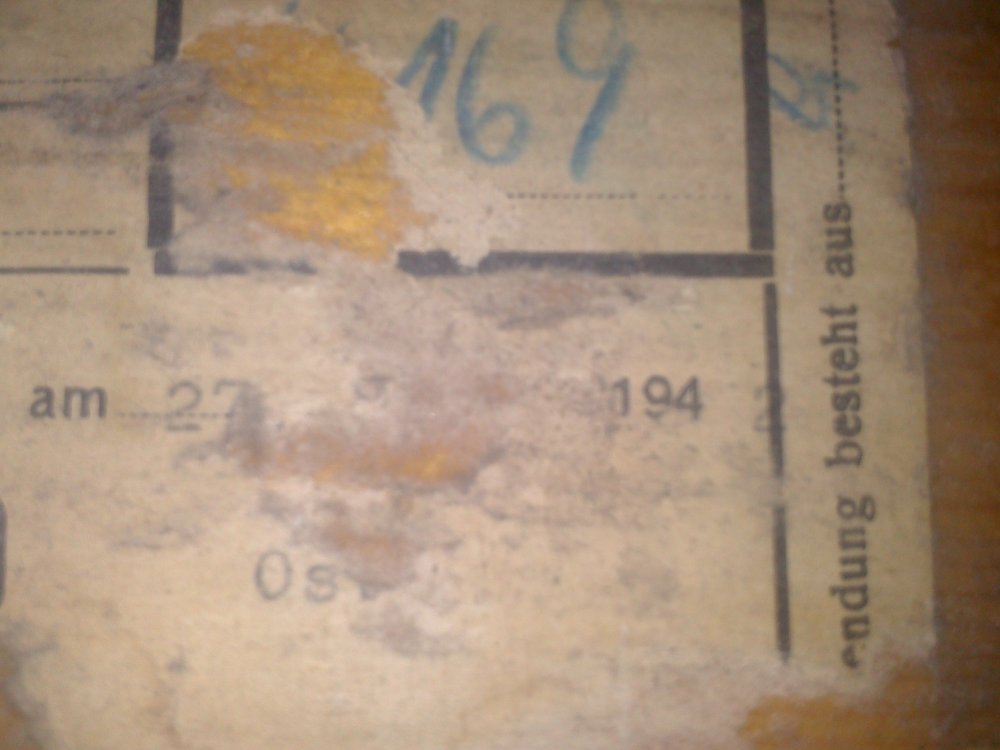 169
am 27 194
Os
endung besteht aus